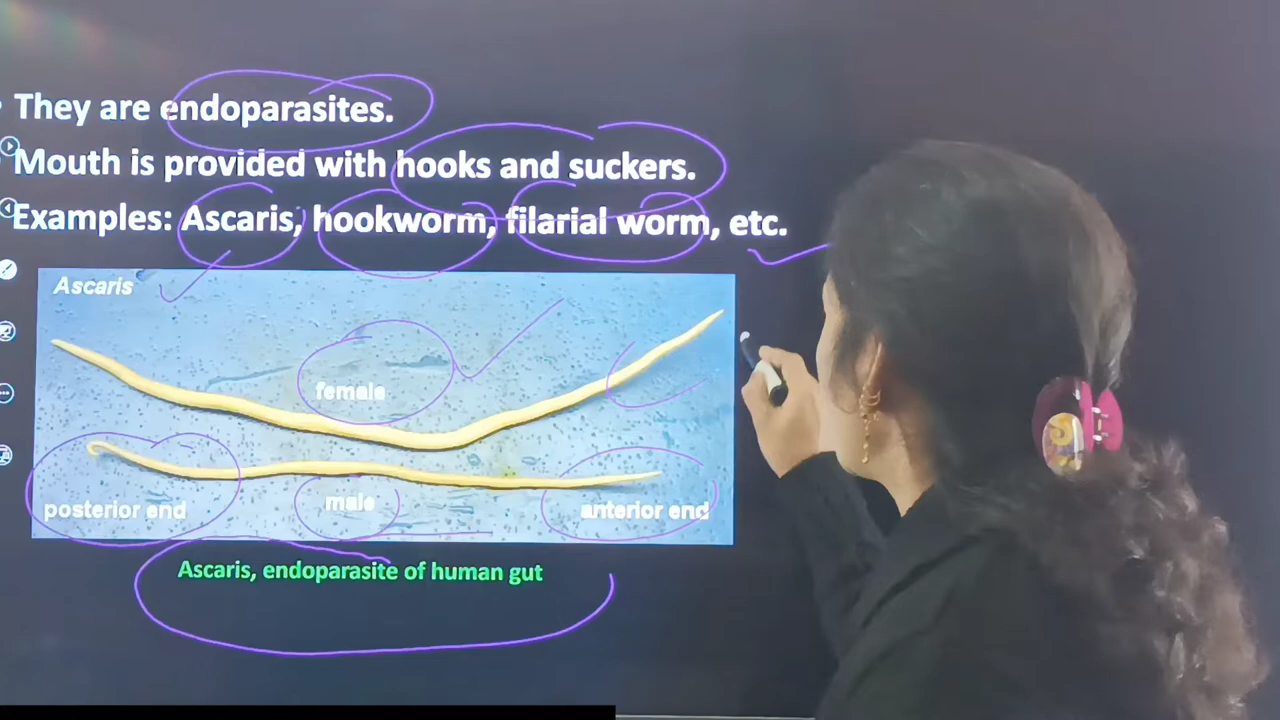 They are endoparasites.
Mouth is provided with hooks and suckers.
Examples: Ascaris, hookworm, filarial worm, etc.
Ascaris
female
male
posterior end
anterior end
Ascaris, endoparasite of human gut